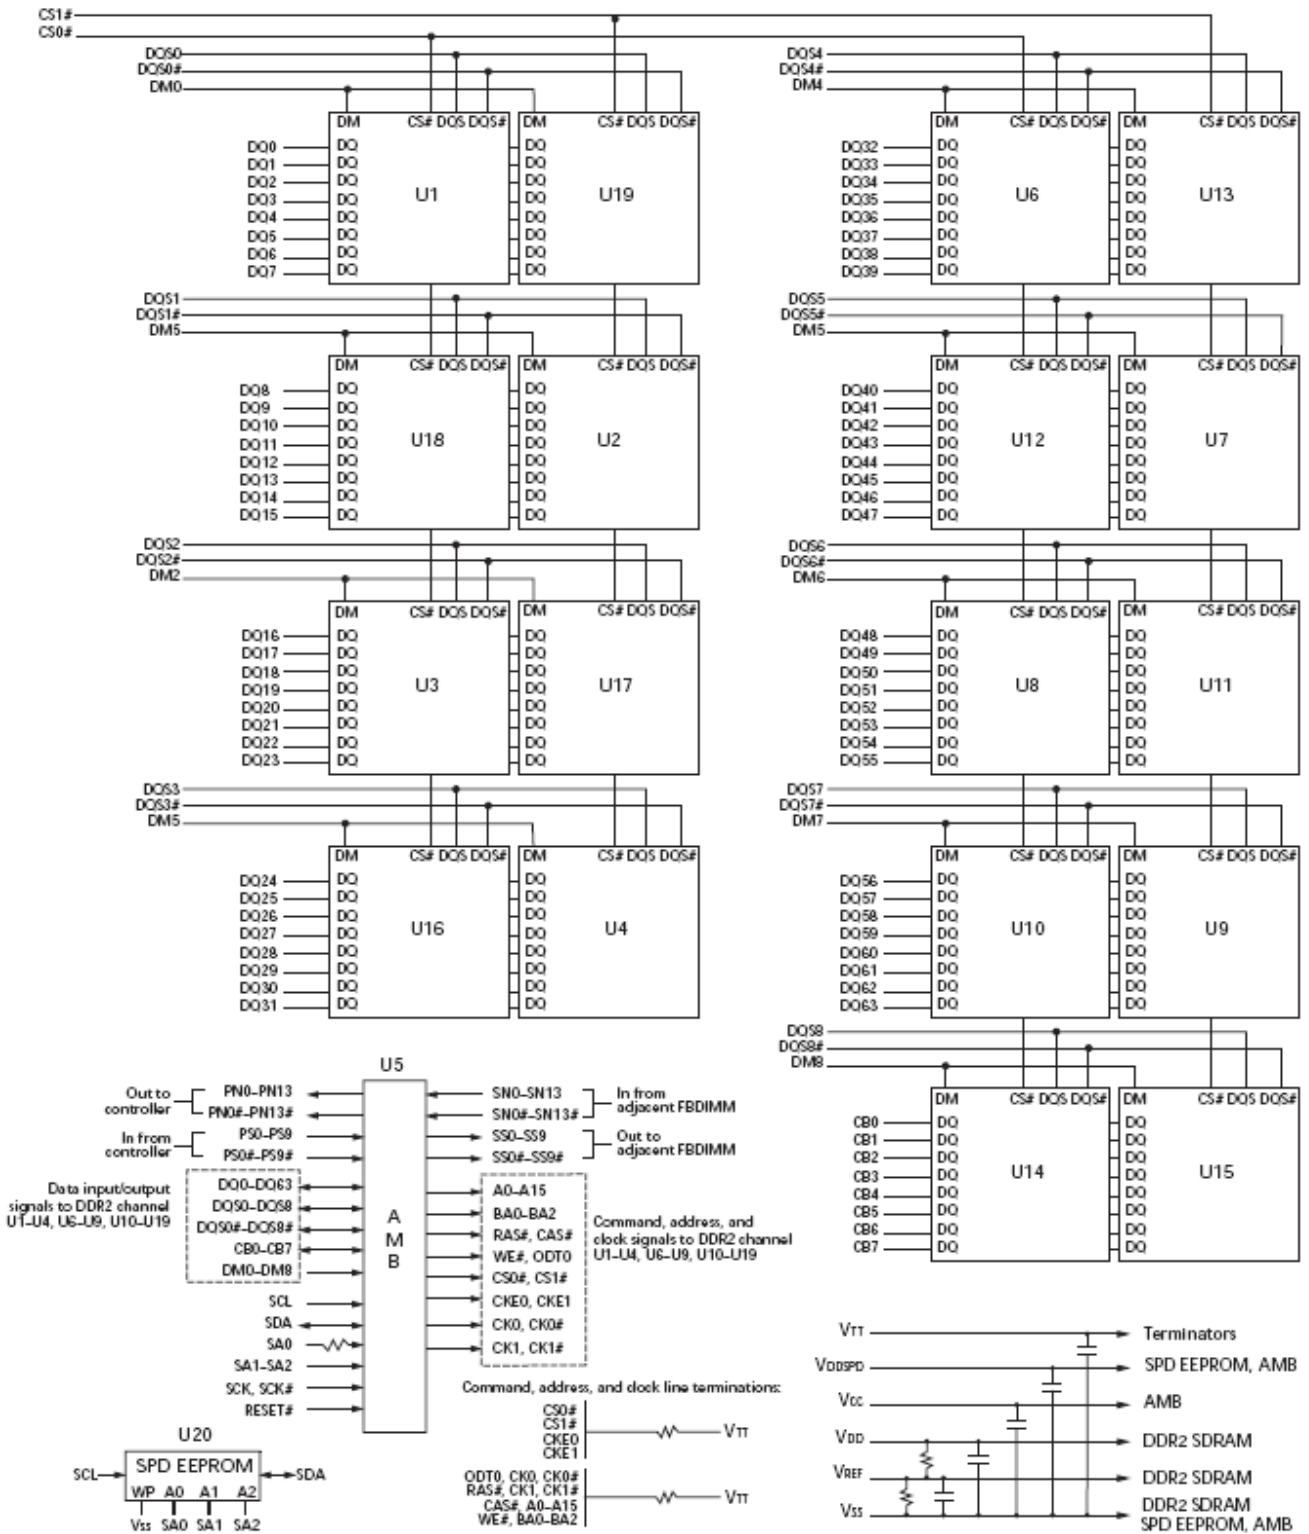 CS1#
CS0#
DQS0
DQS0#
DM0
DM CS# DQS DQS# DM CS# DQS DQS#
DQ0 DQ DQ
DQ1 DQ DQ
DQ2 DQ DQ
DQ3 DQ DQ
DQ4 DQ DQ
DQ5 DQ DQ
DQ6 DQ DQ
DQ7 DQ DQ
U1 U19
DQS1
DQS1#
DM5
DM CS# DQS DQS# DM CS# DQS DQS#
DQ8 DQ DQ
DQ9 DQ DQ
DQ10 DQ DQ
DQ11 DQ DQ
DQ12 DQ DQ
DQ13 DQ DQ
DQ14 DQ DQ
DQ15 DQ DQ
U18 U2
DQS2
DQS2#
DM2
DM CS# DQS DQS# DM CS# DQS DQS#
DQ16 DQ DQ
DQ17 DQ DQ
DQ18 DQ DQ
DQ19 DQ DQ
DQ20 DQ DQ
DQ21 DQ DQ
DQ22 DQ DQ
DQ23 DQ DQ
U3 U17
DQS3
DQS3#
DM5
DM CS# DQS DQS# DM CS# DQS DQS#
DQ24 DQ DQ
DQ25 DQ DQ
DQ26 DQ DQ
DQ27 DQ DQ
DQ28 DQ DQ
DQ29 DQ DQ
DQ30 DQ DQ
DQ31 DQ DQ
U16 U4
DQS4
DQS4#
DM4
DM CS# DQS DQS# DM CS# DQS DQS#
DQ32 DQ DQ
DQ33 DQ DQ
DQ34 DQ DQ
DQ35 DQ DQ
DQ36 DQ DQ
DQ37 DQ DQ
DQ38 DQ DQ
DQ39 DQ DQ
U6 U13
DQS5
DQS5#
DM5
DM CS# DQS DQS# DM CS# DQS DQS#
DQ40 DQ DQ
DQ41 DQ DQ
DQ42 DQ DQ
DQ43 DQ DQ
DQ44 DQ DQ
DQ45 DQ DQ
DQ46 DQ DQ
DQ47 DQ DQ
U12 U7
DQS6
DQS6#
DM6
DM CS# DQS DQS# DM CS# DQS DQS#
DQ48 DQ DQ
DQ49 DQ DQ
DQ50 DQ DQ
DQ51 DQ DQ
DQ52 DQ DQ
DQ53 DQ DQ
DQ54 DQ DQ
DQ55 DQ DQ
U8 U11
DQS7
DQS7#
DM7
DM CS# DQS DQS# DM CS# DQS DQS#
DQ56 DQ DQ
DQ57 DQ DQ
DQ58 DQ DQ
DQ59 DQ DQ
DQ60 DQ DQ
DQ61 DQ DQ
DQ62 DQ DQ
DQ63 DQ DQ
U10 U9
DQS8
DQS8#
DM8
DM CS# DQS DQS# DM CS# DQS DQS#
CB0 DQ DQ
CB1 DQ DQ
CB2 DQ DQ
CB3 DQ DQ
CB4 DQ DQ
CB5 DQ DQ
CB6 DQ DQ
CB7 DQ DQ
U14 U15
U5
AMB
Out to
controller
PN0–PN13
PN0#–PN13#
In from
controller
PS0–PS9
PS0#–PS9#
Data input/output
signals to DDR2 channel
U1–U4, U6–U9, U10–U19
DQ0–DQ63
DQS0–DQS8
DQS0#–DQS8#
CB0–CB7
DM0–DM8
SCL
SDA
SA0
SA1–SA2
SCK, SCK#
RESET#
SN0–SN13
SN0#–SN13#
In from
adjacent FBDIMM
SS0–SS9
SS0#–SS9#
Out to
adjacent FBDIMM
A0–A15
BA0–BA2
RAS#, CAS#
WE#, ODT0
CS0#, CS1#
CKE0, CKE1
CK0, CK0#
CK1, CK1#
Command, address, and
clock signals to DDR2 channel
U1–U4, U6–U9, U10–U19
U20
SPD EEPROM
SCL SDA
WP A0 A1 A2
Vss SA0 SA1 SA2
Command, address, and clock line terminations:
CS0#
CS1#
CKE0
CKE1
VTT
ODT0, CK0, CK0#
RAS#, CK1, CK1#
CAS#, A0–A15
WE#, BA0–BA2
VTT
VTT Terminators
VDDSPD SPD EEPROM, AMB
VCC AMB
VDD DDR2 SDRAM
VREF DDR2 SDRAM
VSS DDR2 SDRAM
SPD EEPROM, AMB